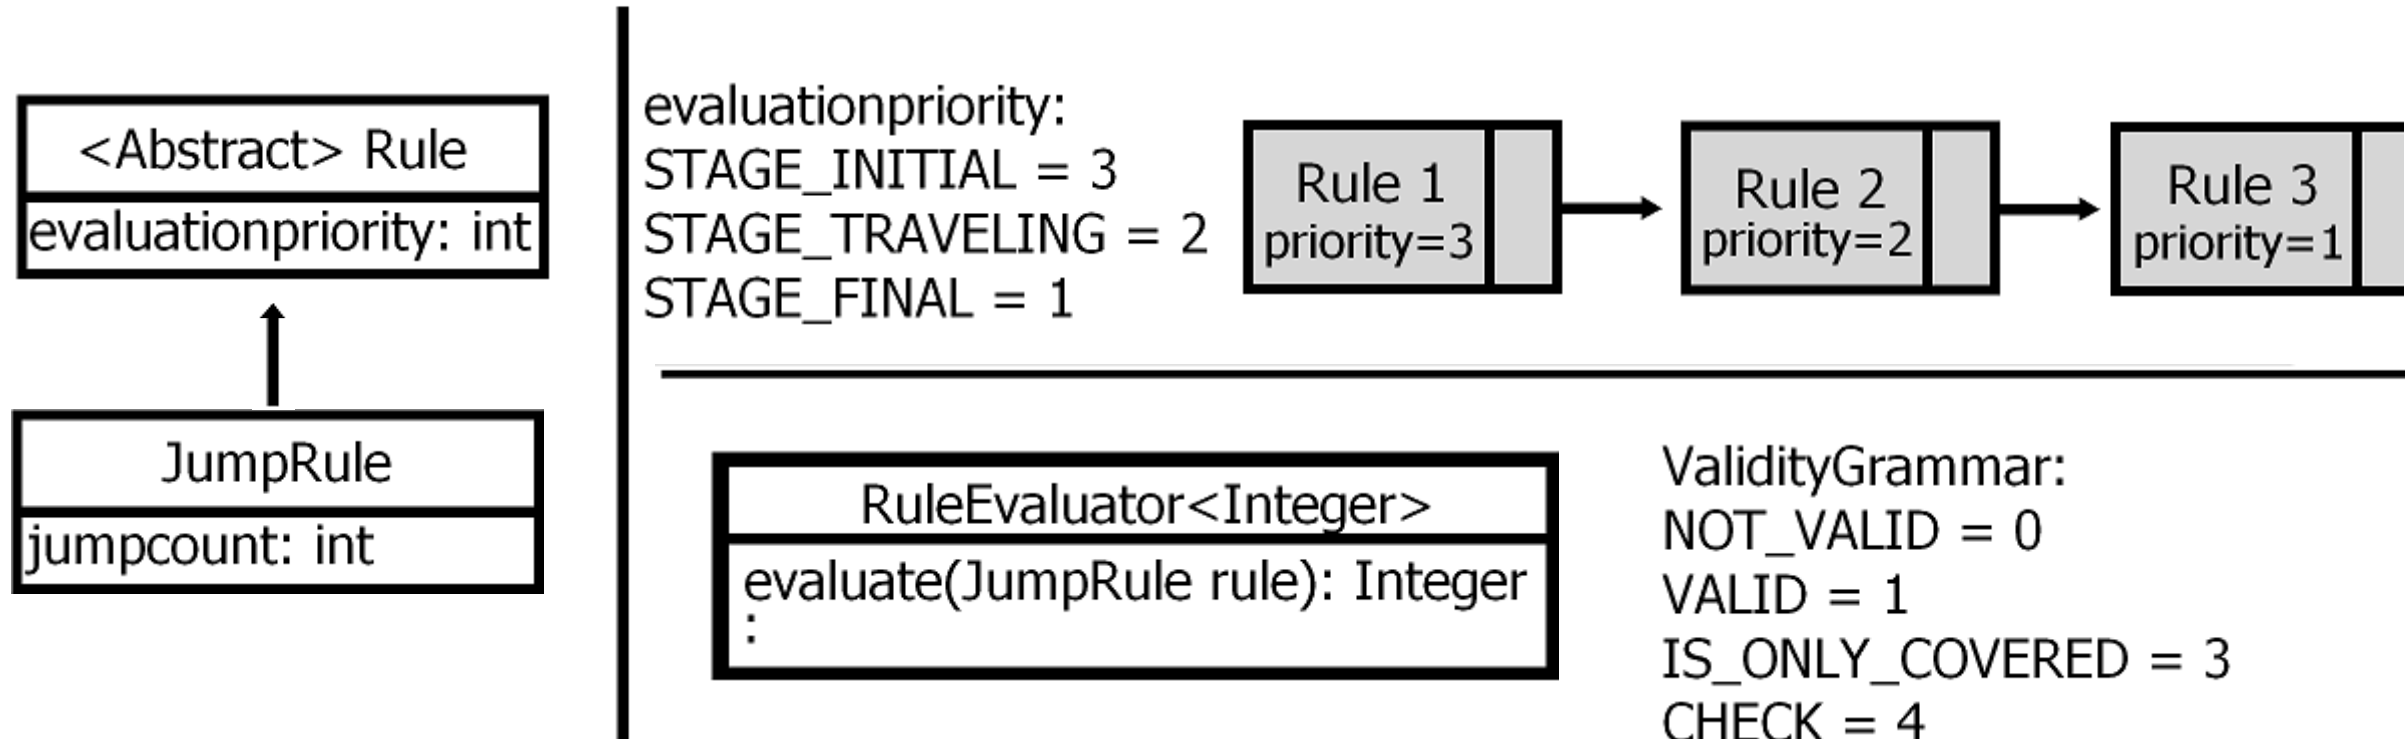 <Abstract> Rule
evaluationpriority: int
JumpRule
jumpcount: int
evaluationpriority:
STAGE_INITIAL = 3
STAGE_TRAVELING = 2
STAGE_FINAL = 1
Rule 1
priority=3
Rule 2
priority=2
Rule 3
priority=1
RuleEvaluator<Integer>
evaluate(JumpRule rule): Integer
:
ValidityGrammar:
NOT_VALID = 0
VALID = 1
IS_ONLY_COVERED = 3
CHECK = 4